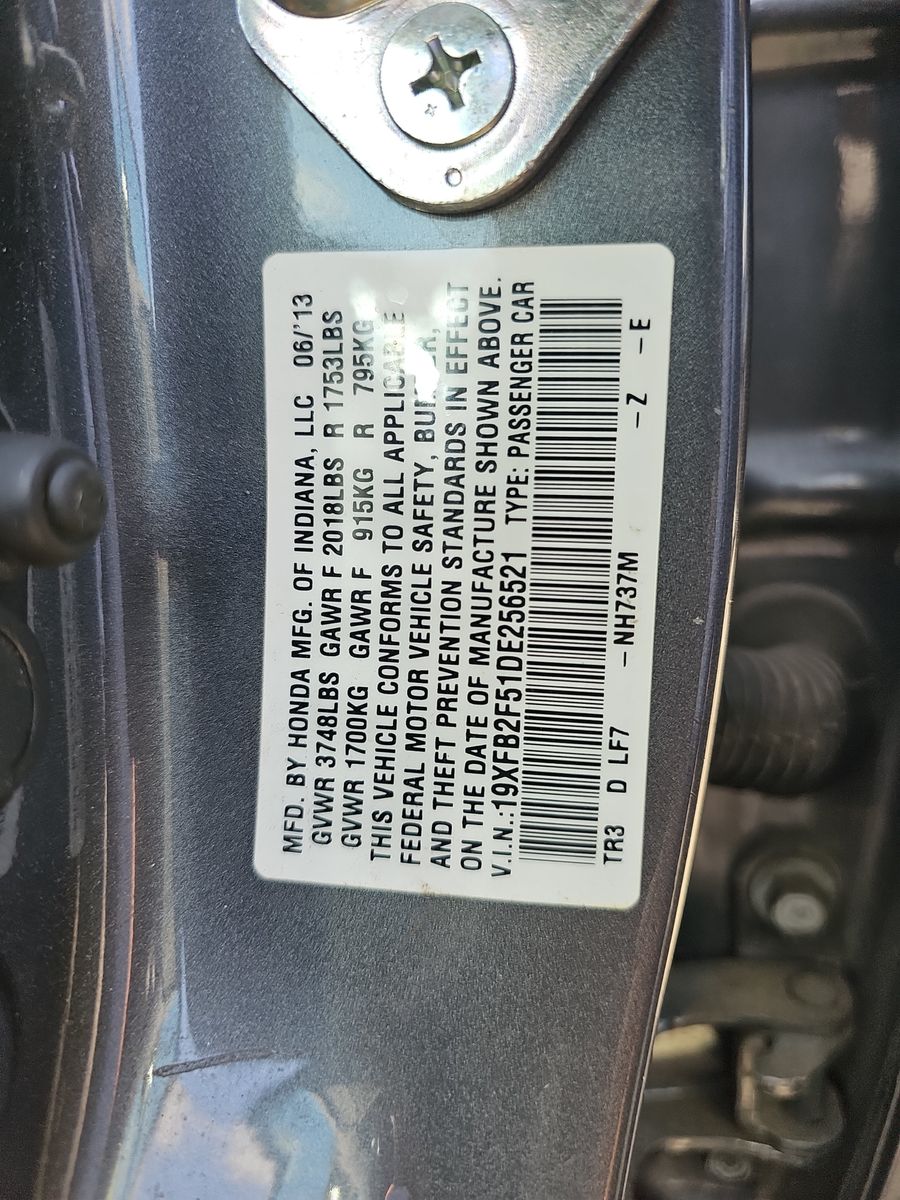 MFD. BY HONDA MFG. OF INDIANA, LLC 06/'13
GVWR 3748LBS GAWR F 2018LBS R 1753LBS
GVWR 1700KG GAWR F 915KG R 795KG
THIS VEHICLE CONFORMS TO ALL APPLICABLE
FEDERAL MOTOR VEHICLE SAFETY, BUMPER,
AND THEFT PREVENTION STANDARDS IN EFFECT
ON THE DATE OF MANUFACTURE SHOWN ABOVE.
V.I.N.:19XFB2F51DE256521 TYPE: PASSENGER CAR
TR3 D LF7 -NH737M -Z -E